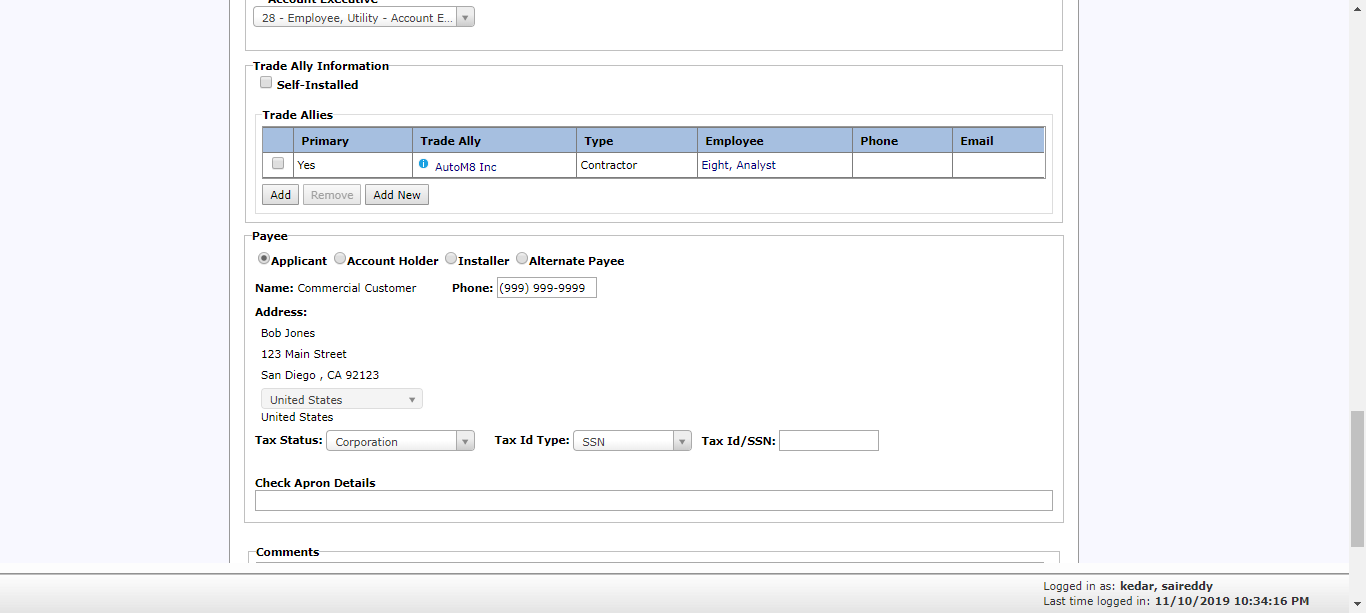 Account Executive
28 - Employee, Utility - Account E...
Trade Ally Information
Self-Installed
Trade Allies
Primary Trade Ally Type Employee Phone Email
Yes AutoM8 Inc Contractor Eight, Analyst
Add Remove Add New
Payee
Applicant Account Holder Installer Alternate Payee
Name: Commercial Customer Phone: (999) 999-9999
Address:
Bob Jones
123 Main Street
San Diego , CA 92123
United States
United States
Tax Status: Corporation Tax Id Type: SSN Tax Id/SSN:
Check Apron Details
Comments
Logged in as: kedar, saireddy
Last time logged in: 11/10/2019 10:34:16 PM